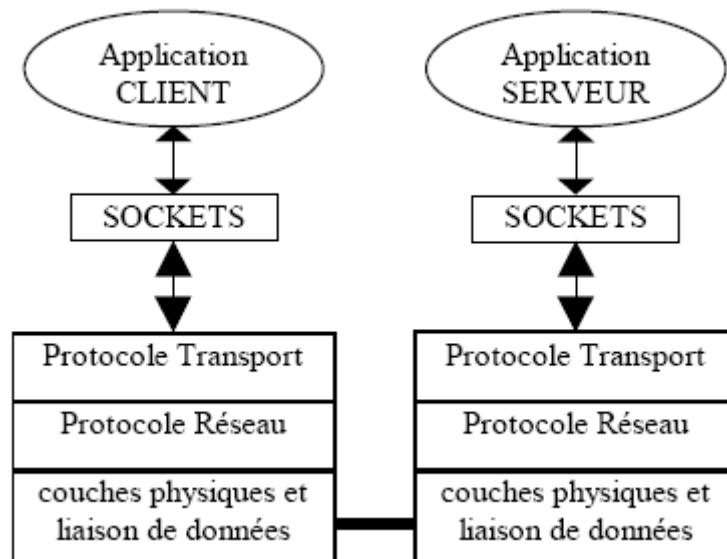 Application
CLIENT
Application
SERVEUR
SOCKETS
SOCKETS
Protocole Transport
Protocole Transport
Protocole Réseau
Protocole Réseau
couches physiques et
liaison de données
couches physiques et
liaison de données